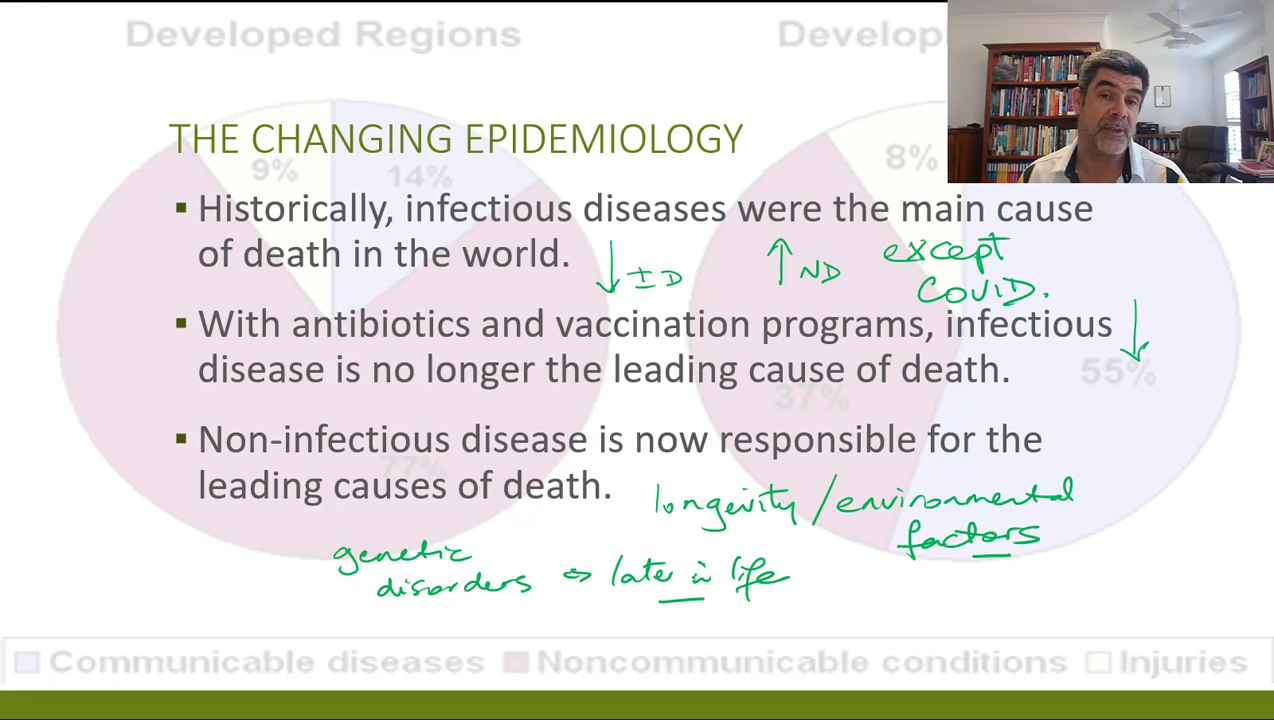 Developed Regions
Develop
THE CHANGING EPIDEMIOLOGY
9%
14%
8%
▪ Historically, infectious diseases were the main cause
of death in the world.
↓ ID ↑ ND except
COVID.
▪ With antibiotics and vaccination programs, infectious ↓
disease is no longer the leading cause of death.
55%
37%
▪ Non-infectious disease is now responsible for the
77%
leading causes of death.
longevity / environmental
factors
genetic
disorders ⇒ later in life
Communicable diseases Noncommunicable conditions Injuries